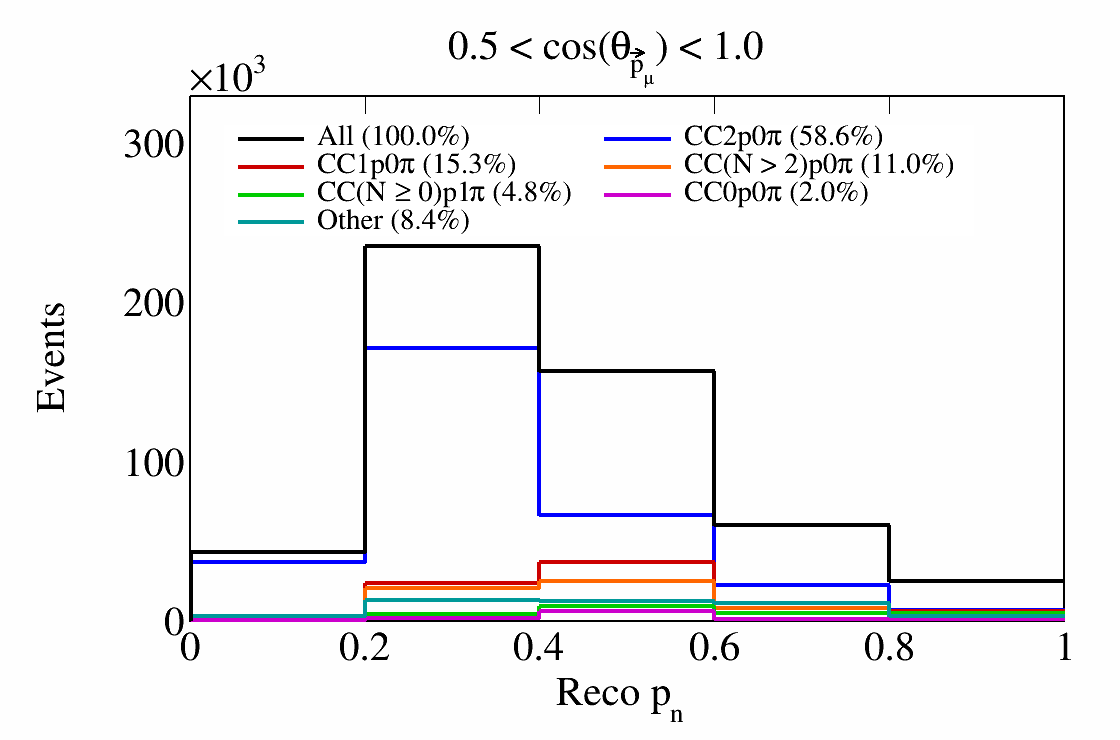 0.5 < cos(θ_{p⃗_μ}) < 1.0
×10³
300
200
100
0
Events
All (100.0%)
CC2p0π (58.6%)
CC1p0π (15.3%)
CC(N > 2)p0π (11.0%)
CC(N ≥ 0)p1π (4.8%)
CC0p0π (2.0%)
Other (8.4%)
0 0.2 0.4 0.6 0.8 1
Reco p_n